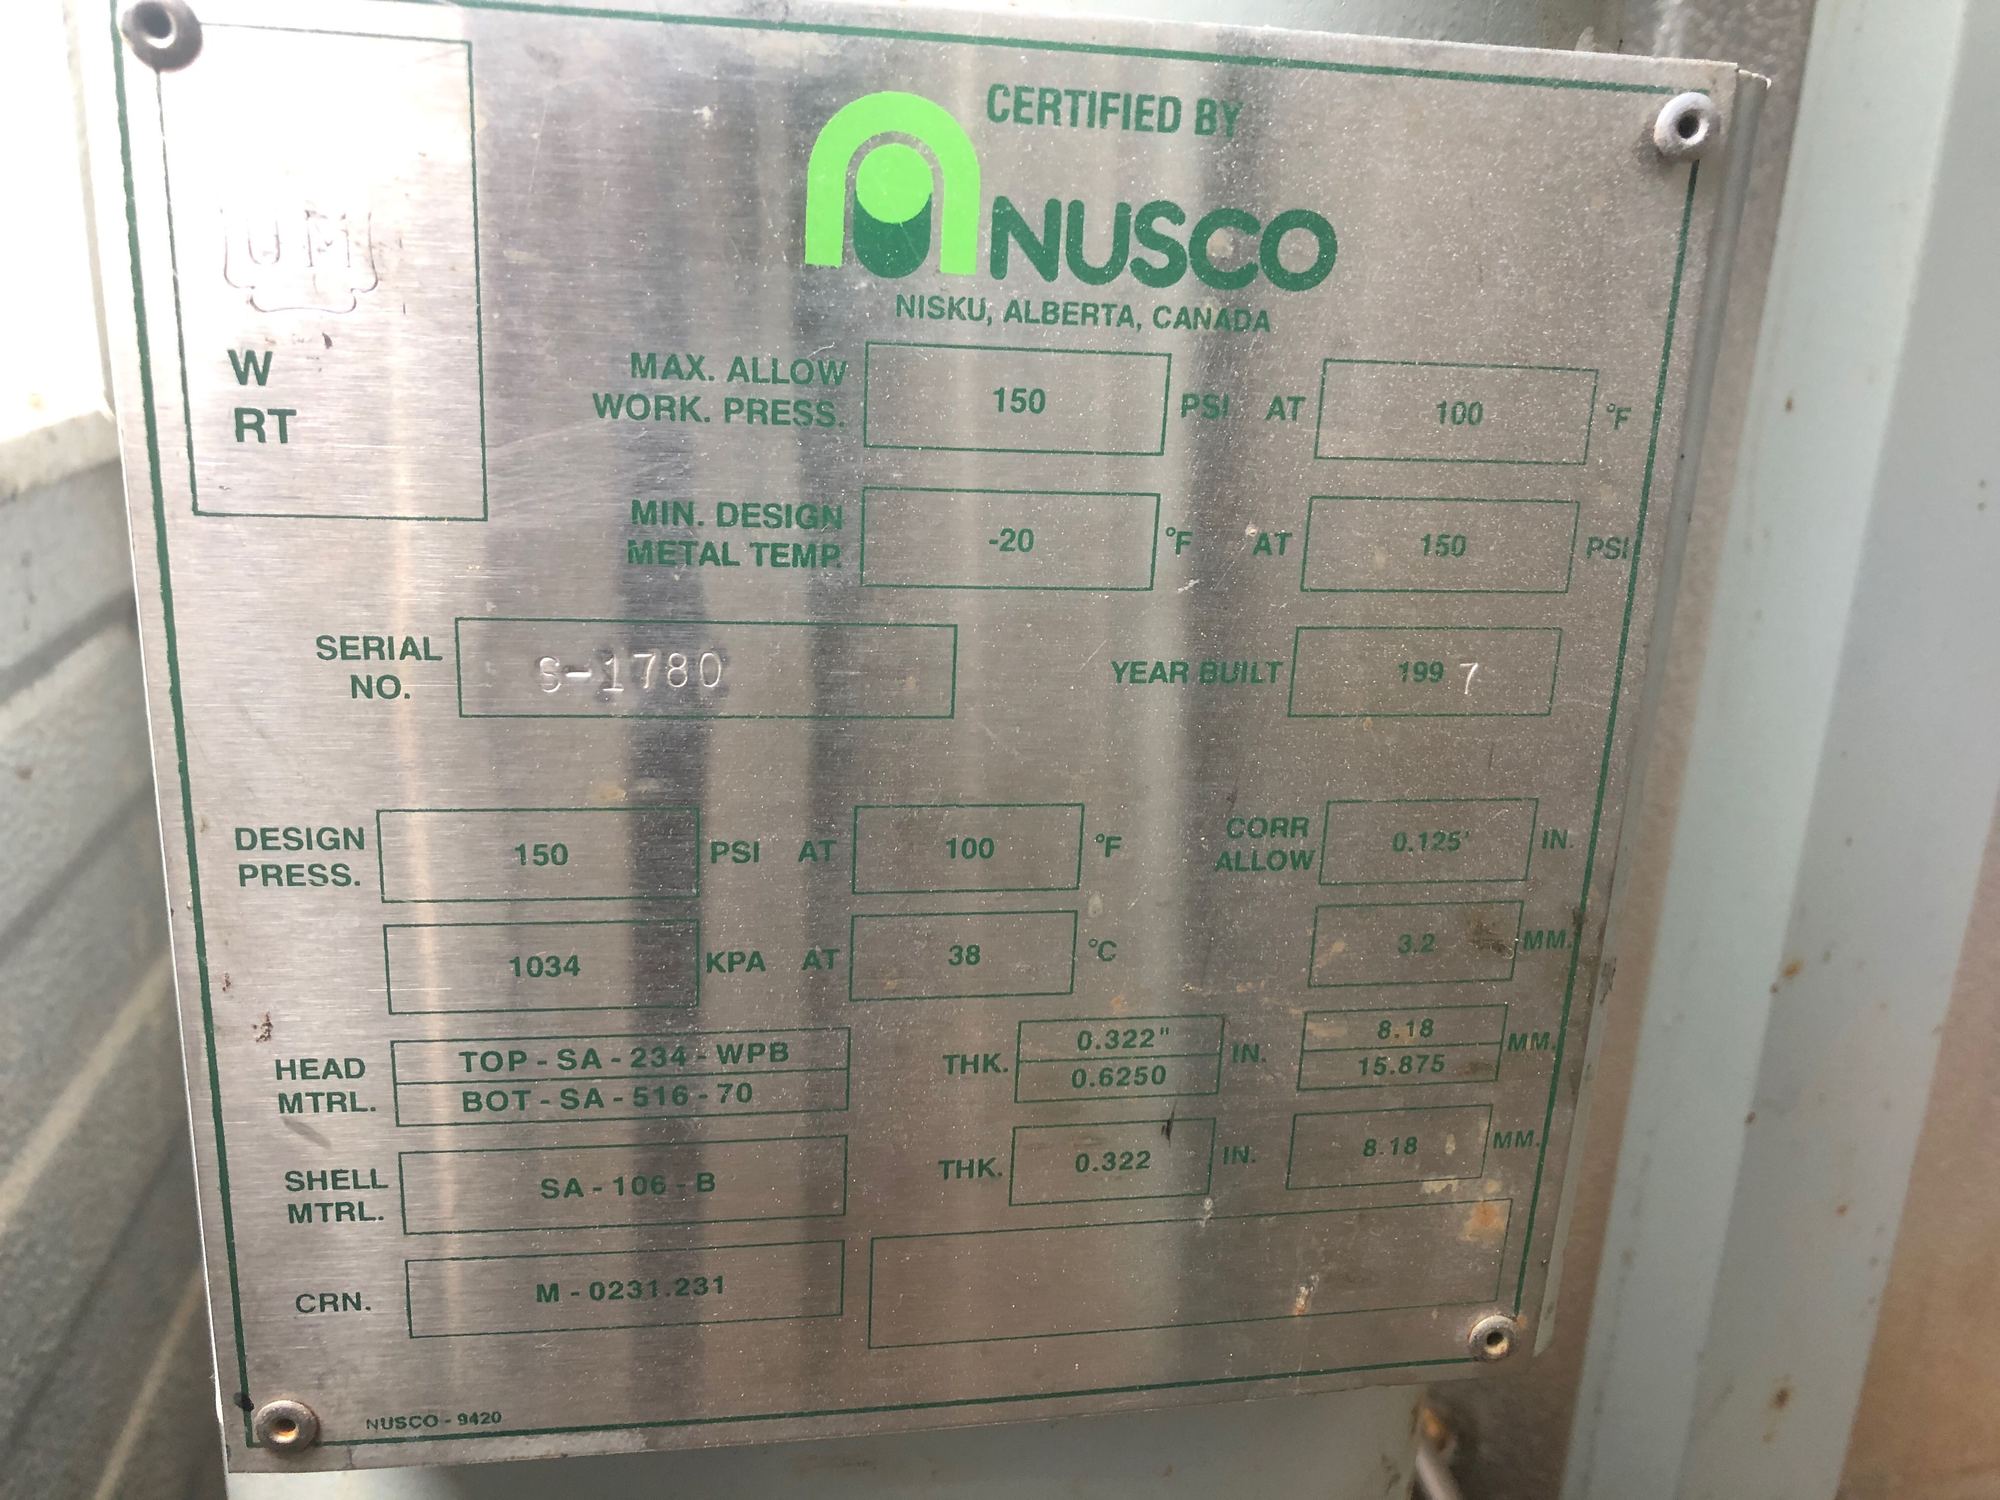 CERTIFIED BY
NUSCO
NISKU, ALBERTA, CANADA
UM
W
RT
MAX. ALLOW
WORK. PRESS. 150 PSI AT 100 °F
MIN. DESIGN
METAL TEMP. -20 °F AT 150 PSI
SERIAL
NO. S-1780 YEAR BUILT 1997
DESIGN
PRESS. 150 PSI AT 100 °F
CORR
ALLOW 0.125' IN.
1034 KPA AT 38 °C 3.2 MM.
HEAD
MTRL. TOP - SA - 234 - WPB THK. 0.322" IN. 8.18 MM.
BOT - SA - 516 - 70 0.6250 15.875
SHELL
MTRL. SA - 106 - B THK. 0.322 IN. 8.18 MM.
CRN. M - 0231.231
NUSCO - 9420